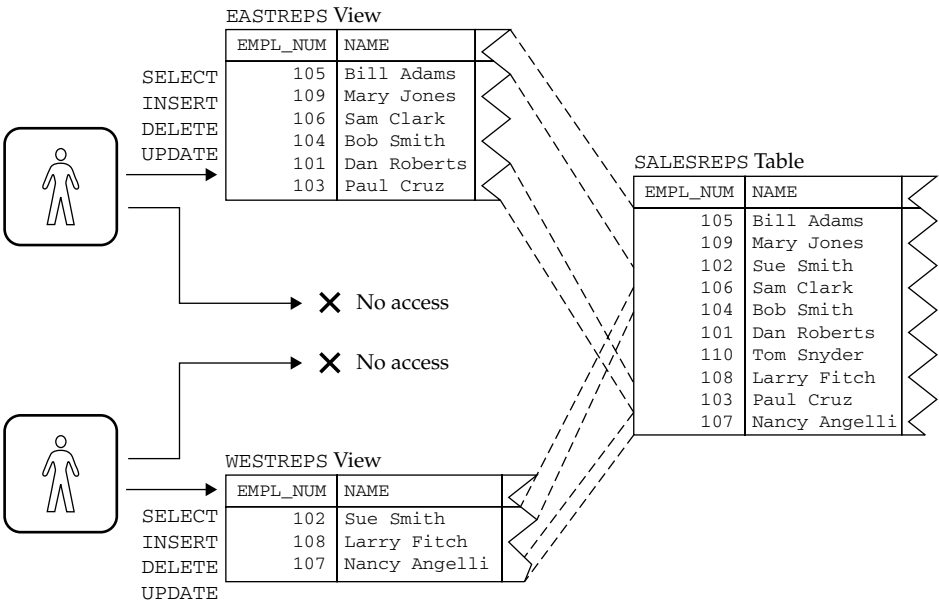 EASTREPS View
EMPL_NUM NAME
105 Bill Adams
109 Mary Jones
106 Sam Clark
104 Bob Smith
101 Dan Roberts
103 Paul Cruz
SELECT
INSERT
DELETE
UPDATE
No access
No access
WESTREPS View
EMPL_NUM NAME
102 Sue Smith
108 Larry Fitch
107 Nancy Angelli
SELECT
INSERT
DELETE
UPDATE
SALESREPS Table
EMPL_NUM NAME
105 Bill Adams
109 Mary Jones
102 Sue Smith
106 Sam Clark
104 Bob Smith
101 Dan Roberts
110 Tom Snyder
108 Larry Fitch
103 Paul Cruz
107 Nancy Angelli